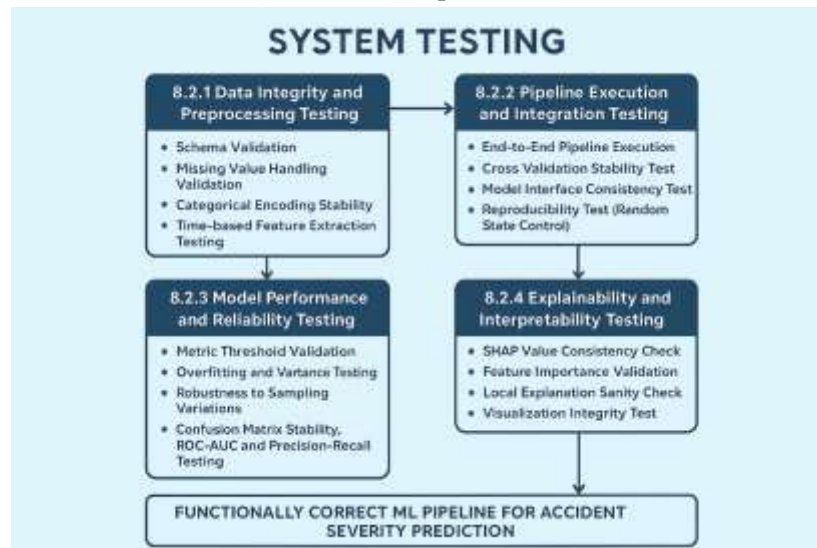 SYSTEM TESTING
8.2.1 Data Integrity and
Preprocessing Testing
• Schema Validation
• Missing Value Handling
Validation
• Categorical Encoding Stability
• Time-based Feature Extraction
Testing
8.2.2 Pipeline Execution
and Integration Testing
• End-to-End Pipeline Execution
• Cross Validation Stability Test
• Model Interface Consistency Test
• Reproducibility Test (Random
State Control)
8.2.3 Model Performance
and Reliability Testing
• Metric Threshold Validation
• Overfitting and Vartance Testing
• Robustness to Sampling
Variations
• Confusion Matrix Stability,
ROC-AUC and Precision-Recall
Testing
8.2.4 Explainability and
Interpretability Testing
• SHAP Value Consistency Check
• Feature Importance Validation
• Local Explanation Sanity Check
• Visualization Integrity Test
FUNCTIONALLY CORRECT ML PIPELINE FOR ACCIDENT
SEVERITY PREDICTION